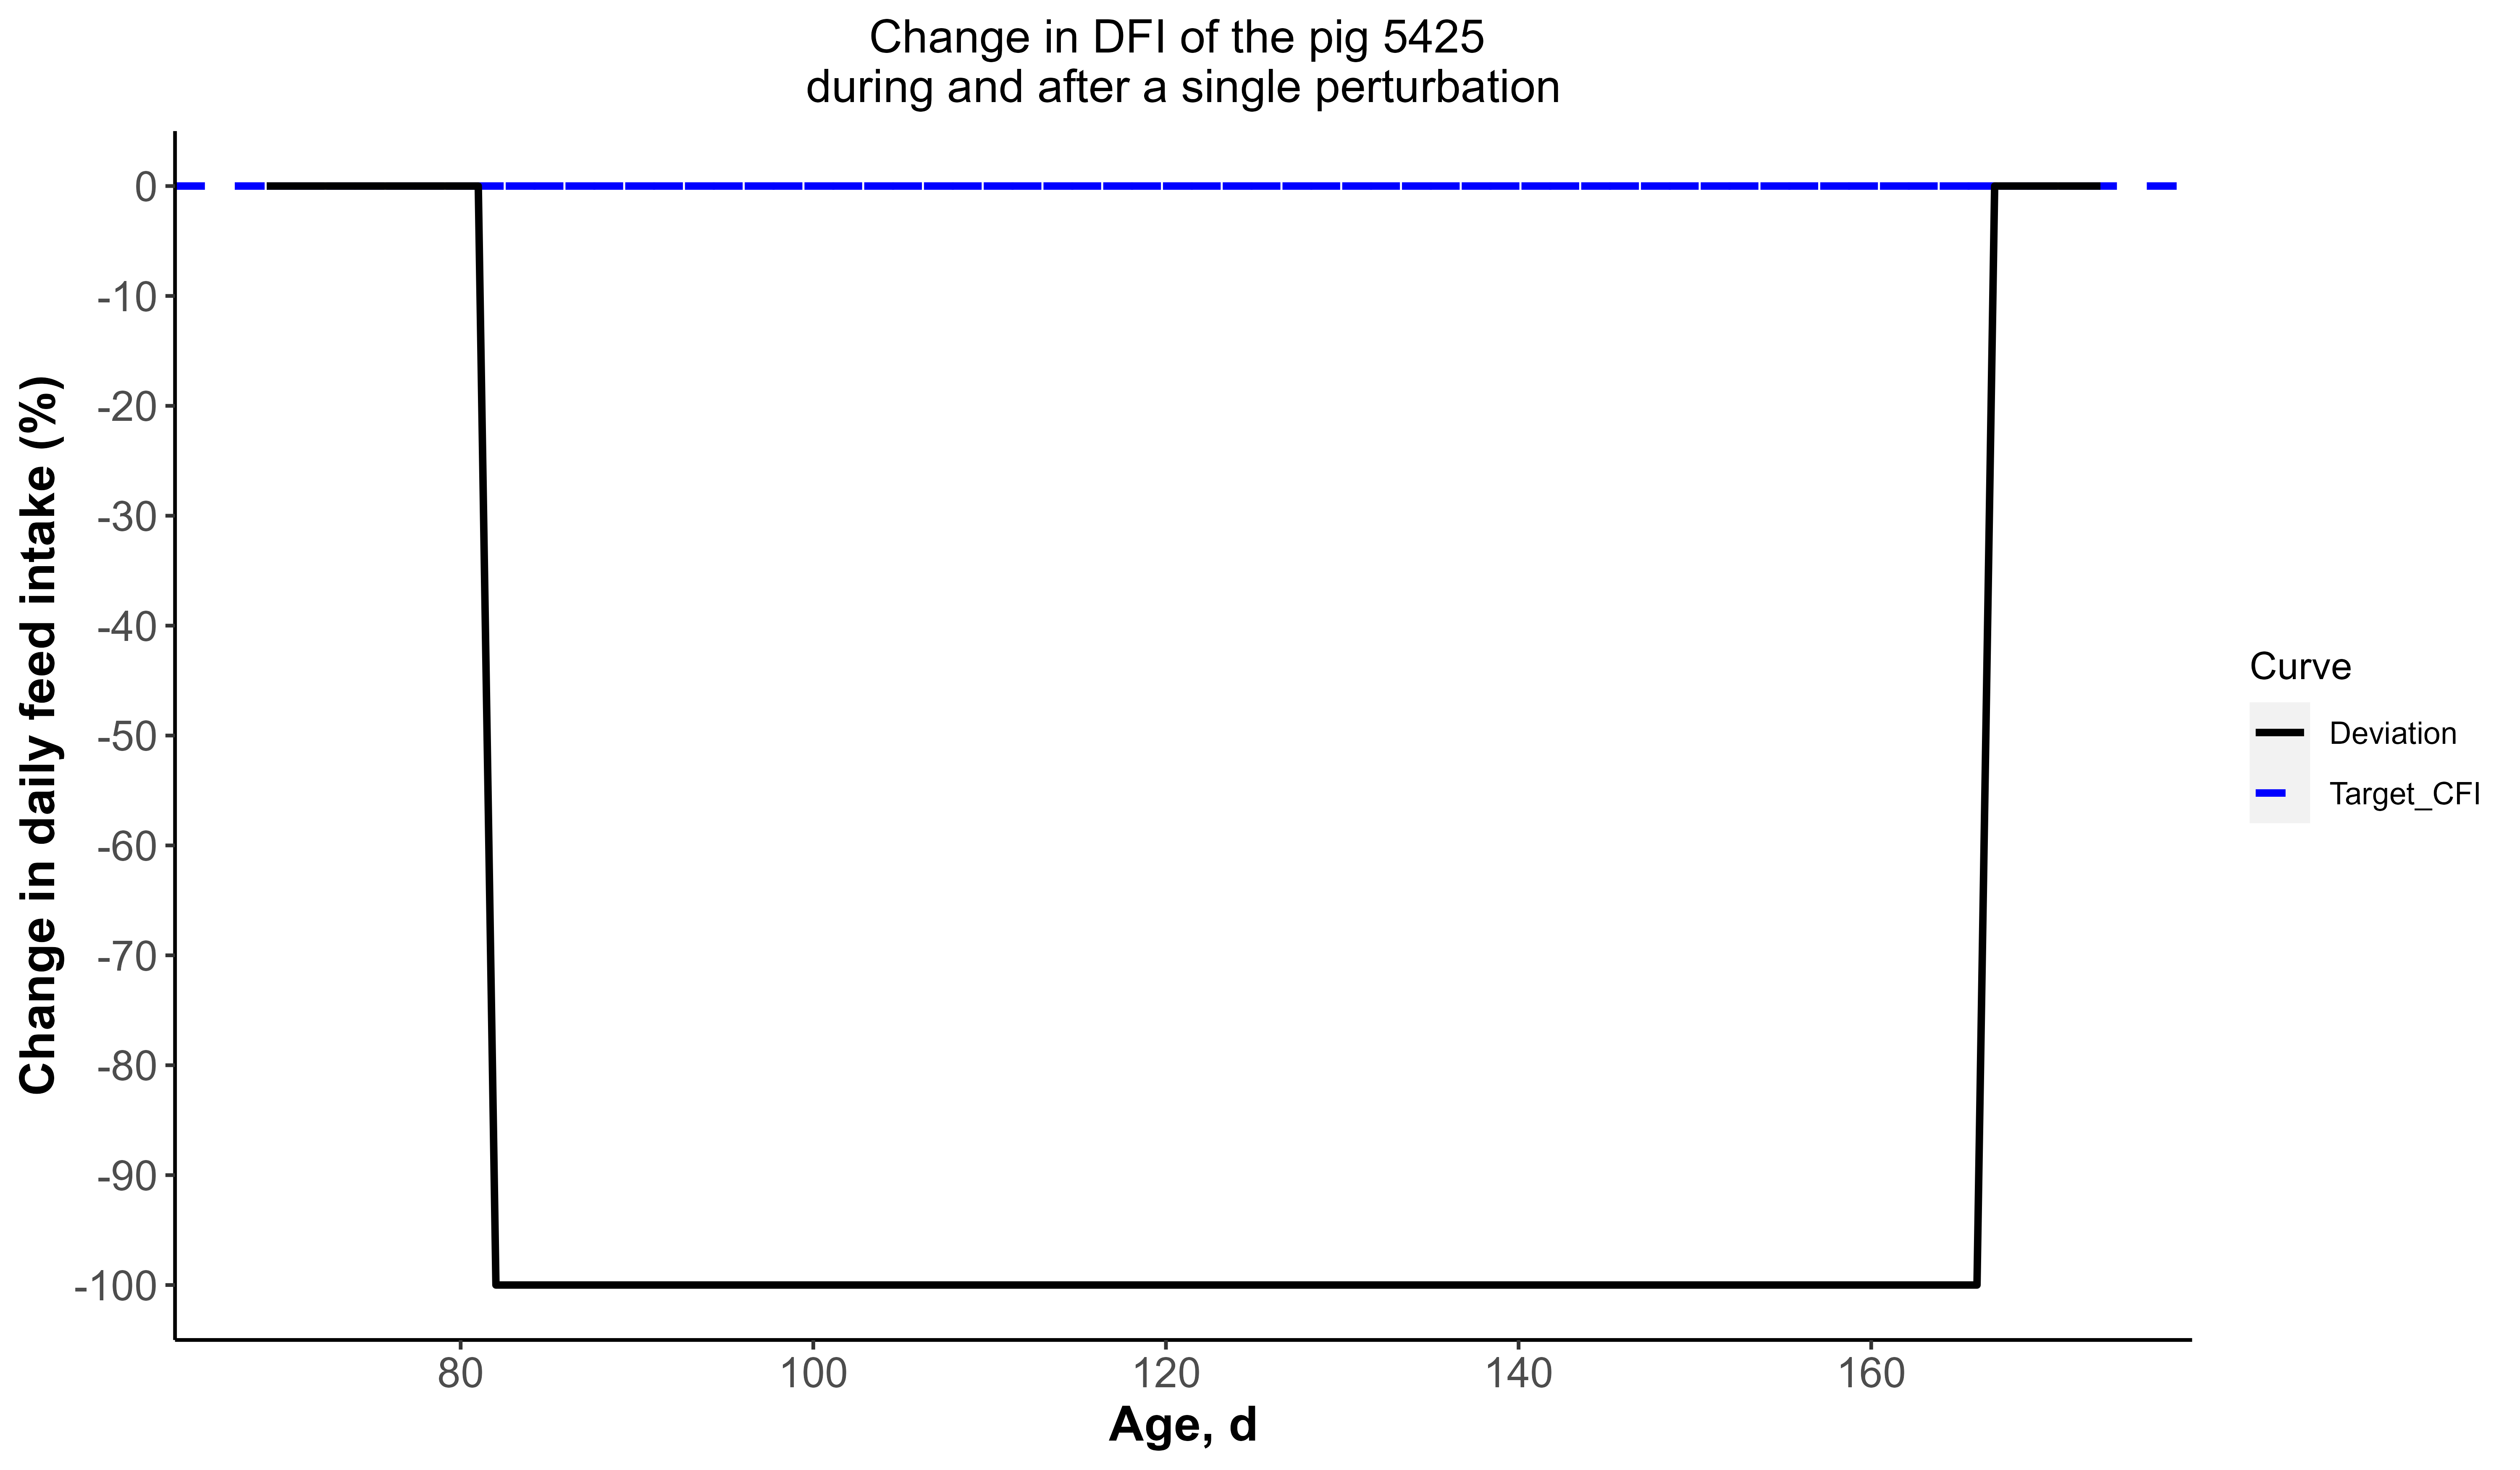 Change in DFI of the pig 5425
during and after a single perturbation
Change in daily feed intake (%)
0
-10
-20
-30
-40
-50
-60
-70
-80
-90
-100
80 100 120 140 160
Age, d
Curve
Deviation
Target_CFI